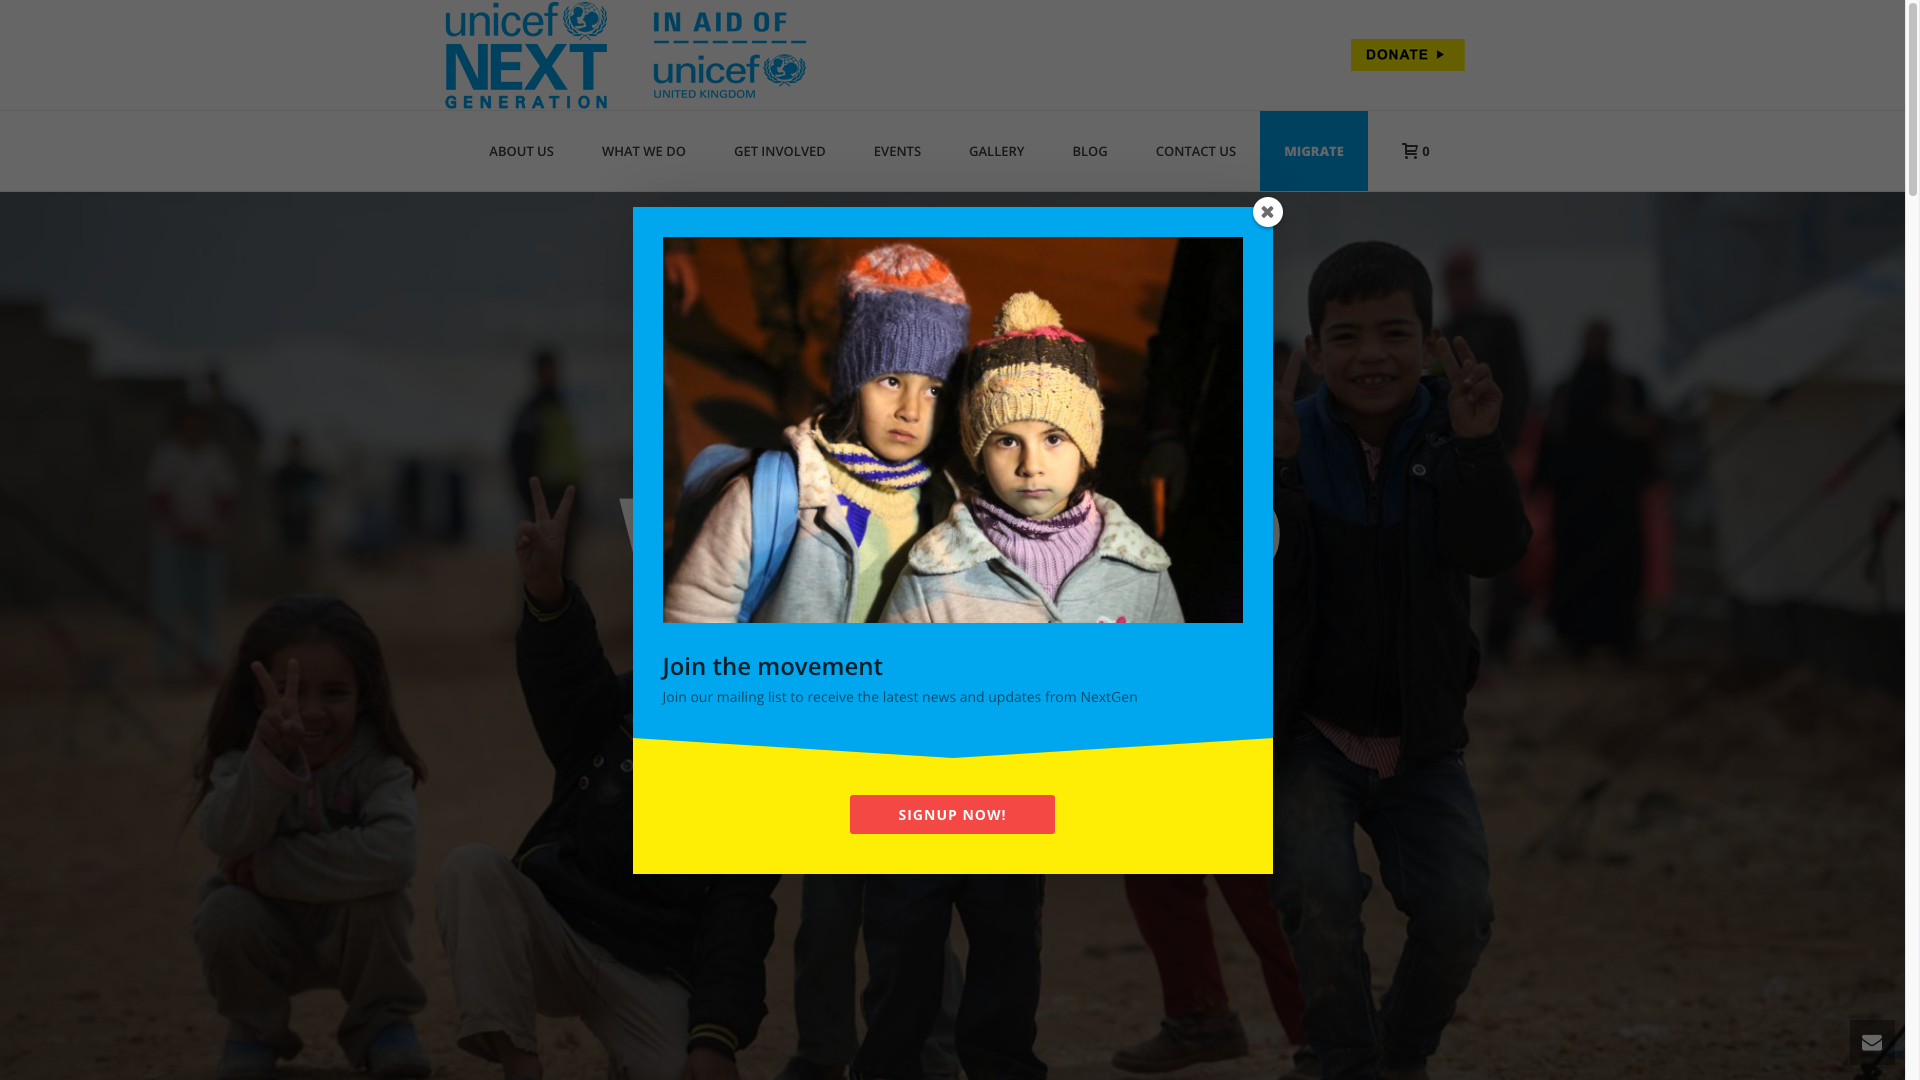 unicef
NEXT
GENERATION
IN AID OF
unicef
UNITED KINGDOM
DONATE
ABOUT US
WHAT WE DO
GET INVOLVED
EVENTS
GALLERY
BLOG
CONTACT US
MIGRATE
0
Join the movement
Join our mailing list to receive the latest news and updates from NextGen
SIGNUP NOW!